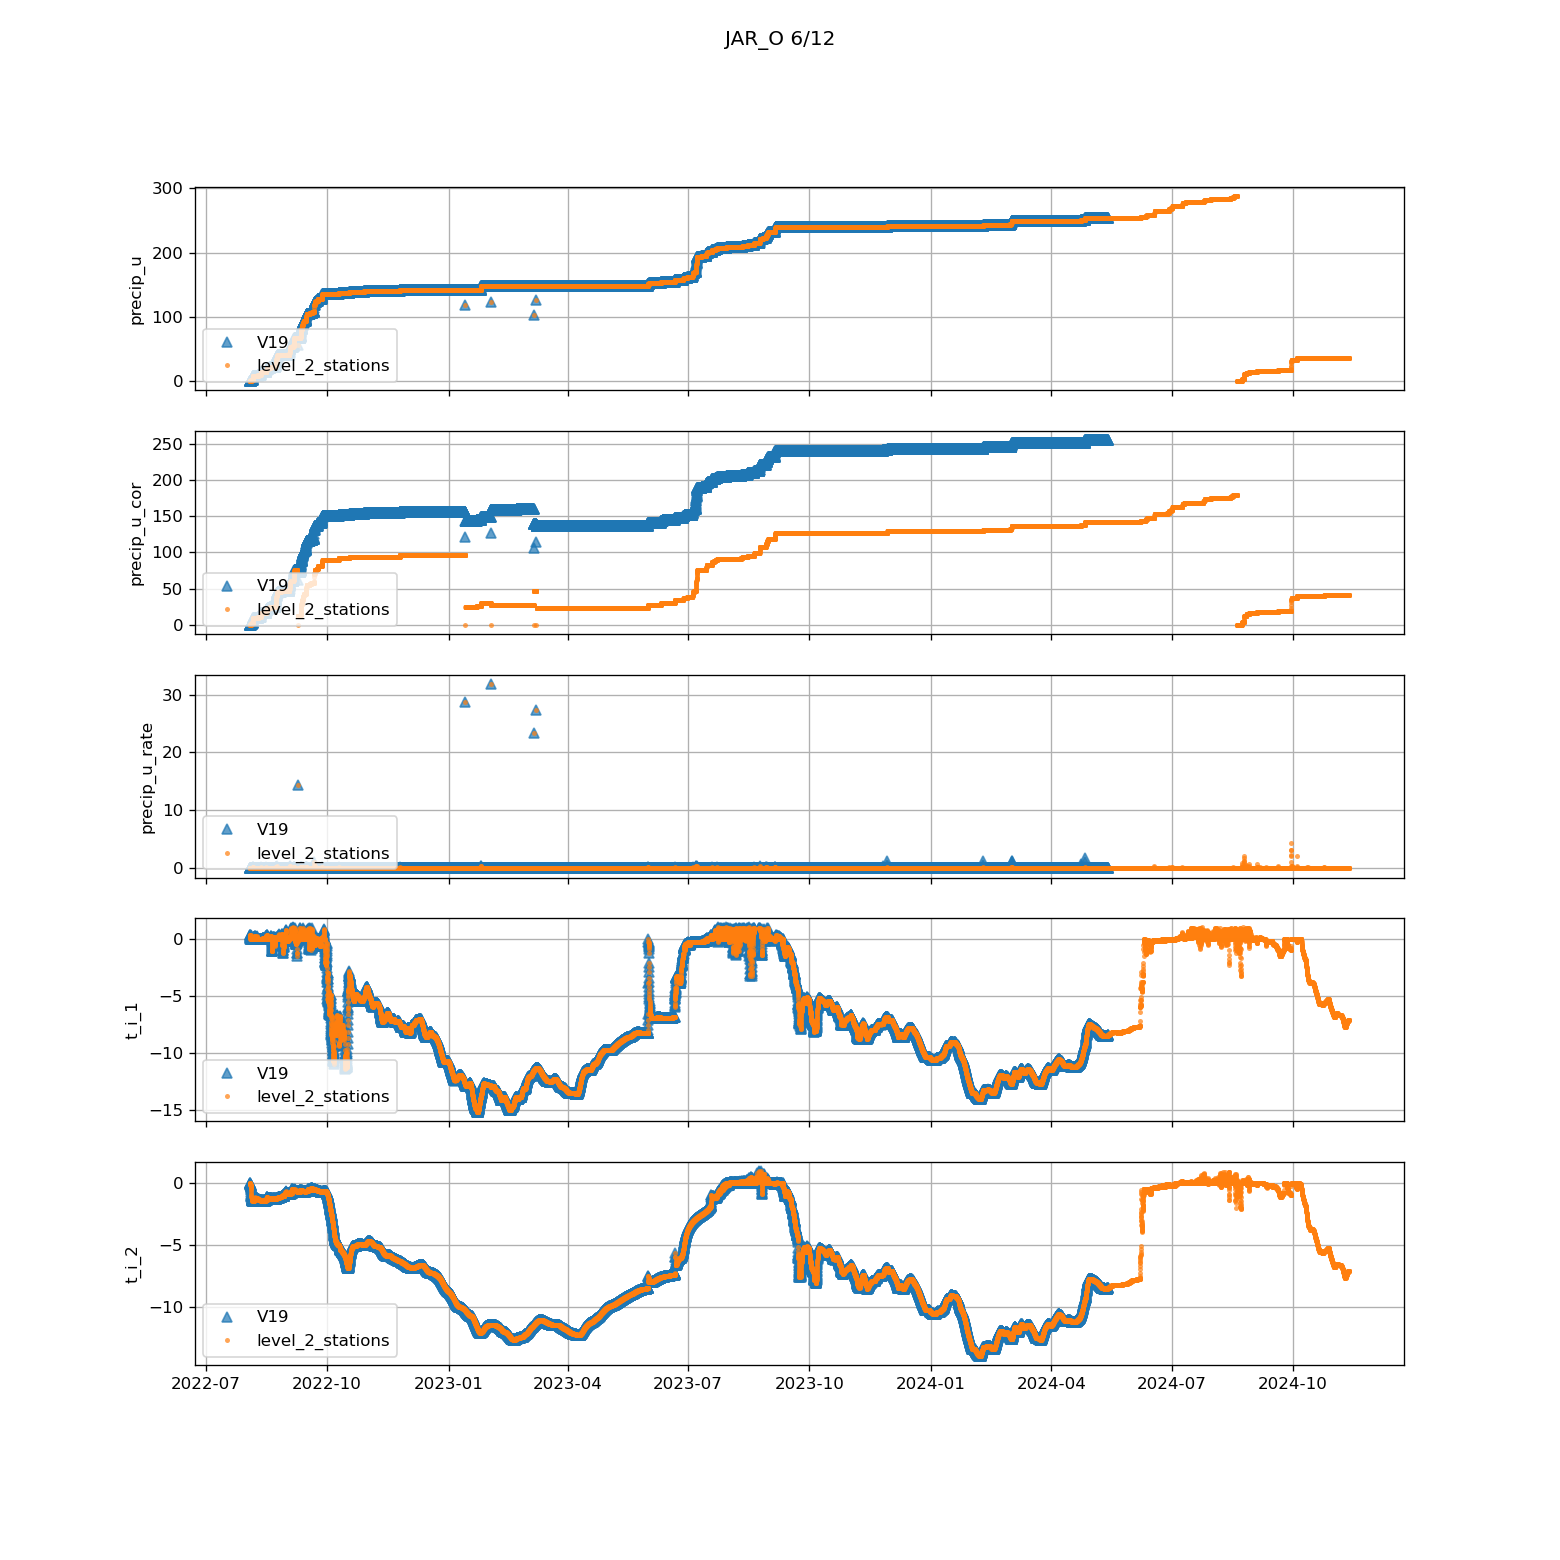 JAR_O 6/12
300
200
100
0
precip_u
V19
level_2_stations
250
200
150
100
50
0
precip_u_cor
V19
level_2_stations
30
20
10
0
precip_u_rate
V19
level_2_stations
0
−5
−10
−15
t_i_1
V19
level_2_stations
0
−5
−10
t_i_2
V19
level_2_stations
2022-07 2022-10 2023-01 2023-04 2023-07 2023-10 2024-01 2024-04 2024-07 2024-10